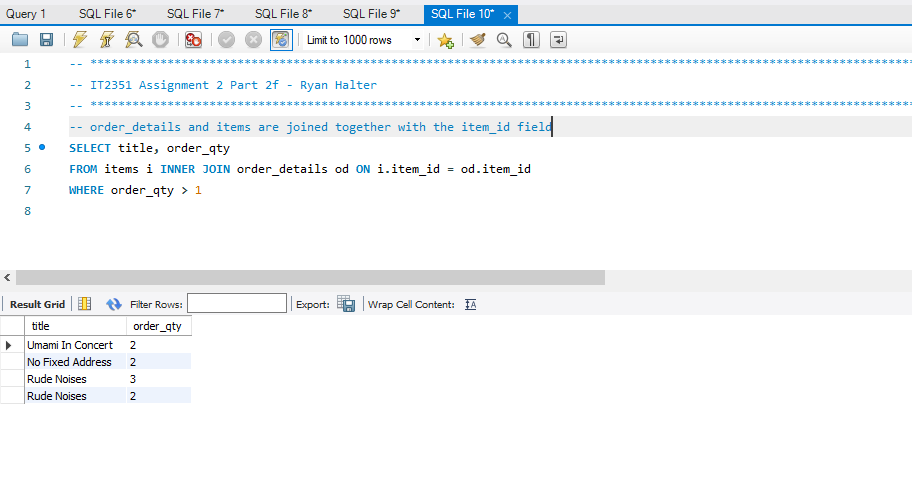 Query 1 SQL File 6* SQL File 7* SQL File 8* SQL File 9* SQL File 10*
Limit to 1000 rows
1 -- ************************************************************************************************************************
2 -- IT2351 Assignment 2 Part 2f - Ryan Halter
3 -- ************************************************************************************************************************
4 -- order_details and items are joined together with the item_id field
5 SELECT title, order_qty
6 FROM items i INNER JOIN order_details od ON i.item_id = od.item_id
7 WHERE order_qty > 1
8
Result Grid Filter Rows: Export: Wrap Cell Content: IA
title order_qty
Umami In Concert 2
No Fixed Address 2
Rude Noises 3
Rude Noises 2